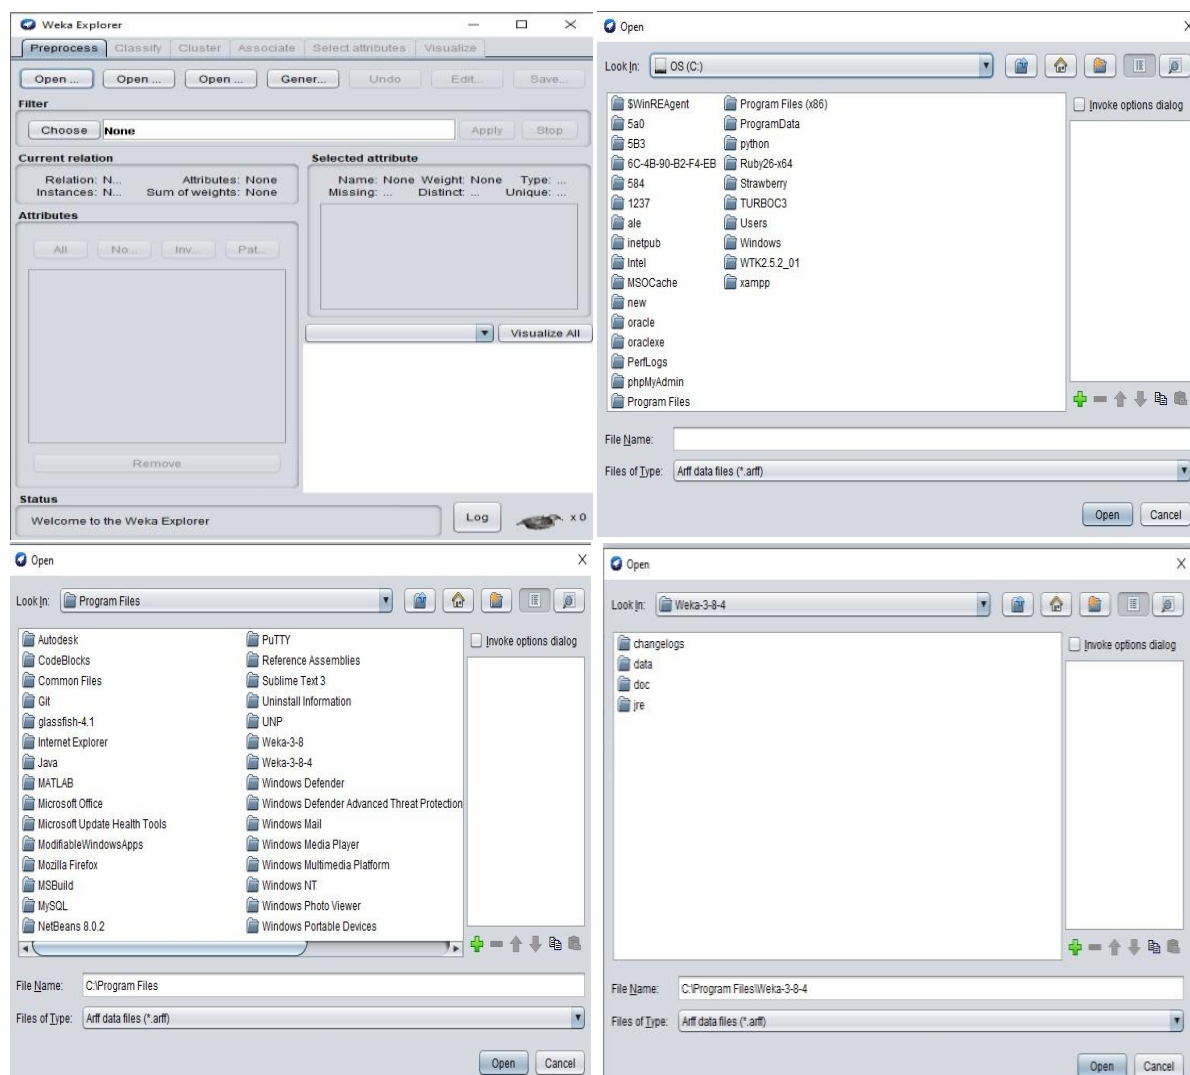 Weka Explorer
Preprocess Classify Cluster Associate Select attributes Visualize
Open ... Open ... Open ... Gener... Undo Edit... Save...
Filter
Choose None Apply Stop
Current relation
Relation: N... Attributes: None
Instances: N... Sum of weights: None
Selected attribute
Name: None Weight: None Type: ...
Missing: ... Distinct: ... Unique: ...
Attributes
All No... Inv... Pat...
Visualize All
Remove
Status
Welcome to the Weka Explorer
Log x 0
Open
Look In: OS (C:)
Invoke options dialog
$WinREAgent
5a0
5B3
6C-4B-90-B2-F4-EB
584
1237
ale
inetpub
Intel
MSOCache
new
oracle
oraclexe
PerfLogs
phpMyAdmin
Program Files
Program Files (x86)
ProgramData
python
Ruby26-x64
Strawberry
TURBOC3
Users
Windows
WTK2.5.2_01
xampp
File Name:
Files of Type: Arff data files (*.arff)
Open Cancel
Open
Look In: Program Files
Invoke options dialog
Autodesk
CodeBlocks
Common Files
Git
glassfish-4.1
Internet Explorer
Java
MATLAB
Microsoft Office
Microsoft Update Health Tools
ModifiableWindowsApps
Mozilla Firefox
MSBuild
MySQL
NetBeans 8.0.2
PuTTY
Reference Assemblies
Sublime Text 3
Uninstall Information
UNP
Weka-3-8
Weka-3-8-4
Windows Defender
Windows Defender Advanced Threat Protection
Windows Mail
Windows Media Player
Windows Multimedia Platform
Windows NT
Windows Photo Viewer
Windows Portable Devices
File Name: C:\Program Files
Files of Type: Arff data files (*.arff)
Open Cancel
Open
Look In: Weka-3-8-4
Invoke options dialog
changelogs
data
doc
jre
File Name: C:\Program Files\Weka-3-8-4
Files of Type: Arff data files (*.arff)
Open Cancel